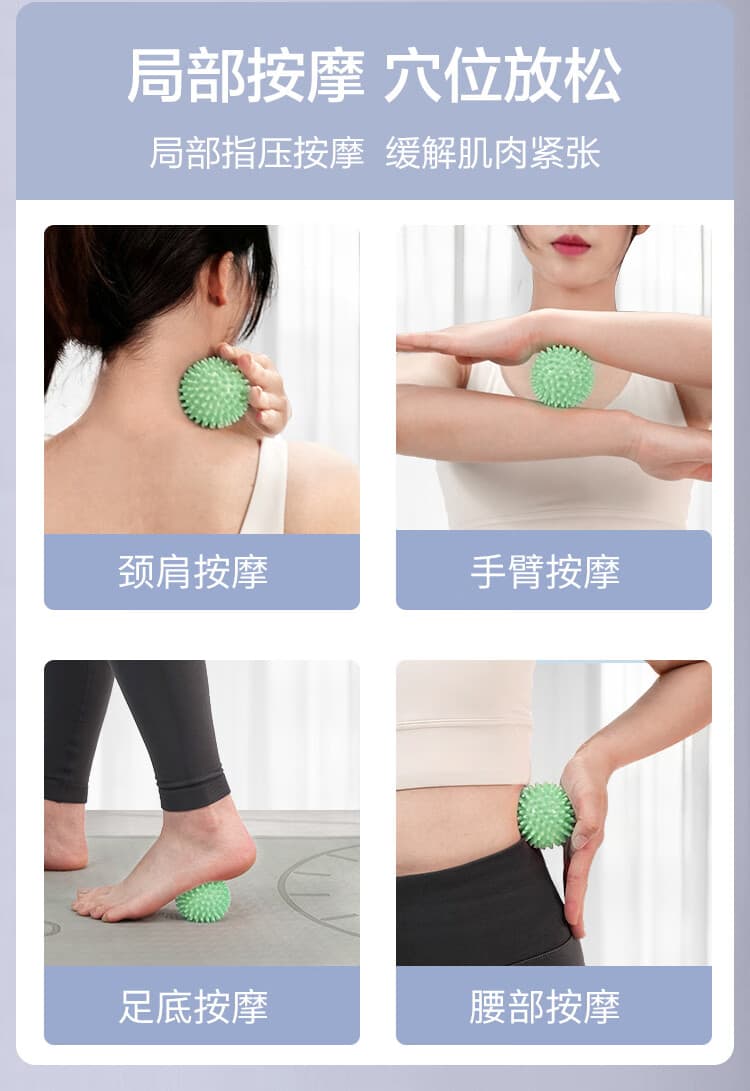 局部按摩 穴位放松
局部指压按摩 缓解肌肉紧张
颈肩按摩
手臂按摩
足底按摩
腰部按摩